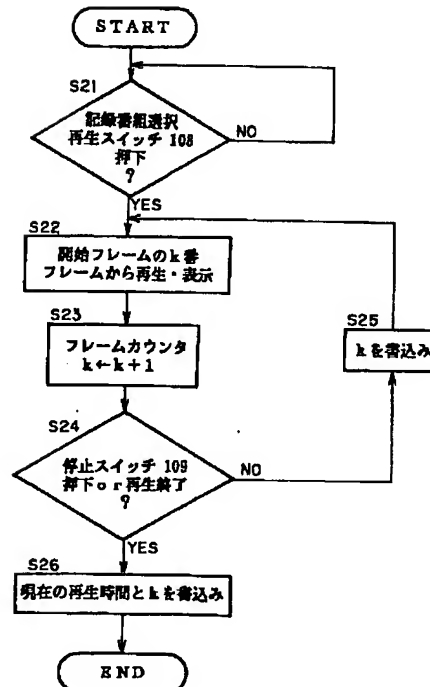 START
S21
記録番組選択
再生スイッチ 108
押下
?
NO
YES
S22
開始フレームのk番
フレームから再生・表示
S23
フレームカウンタ
k←k+1
S25
kを書込み
S24
停止スイッチ 109
押下or再生終了
?
NO
YES
S26
現在の再生時間とkを書込み
END